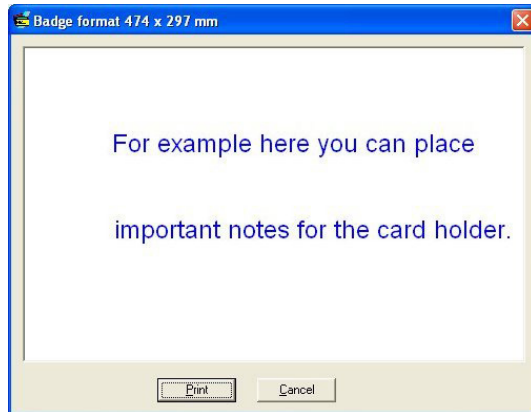 Badge format 474 x 297 mm
For example here you can place
important notes for the card holder.
Print
Cancel